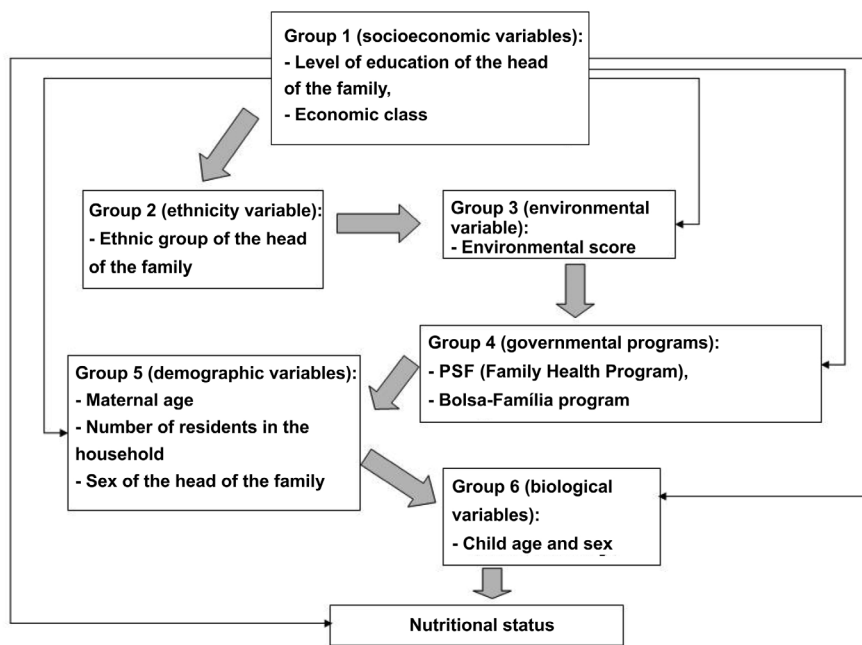 Group 1 (socioeconomic variables):
- Level of education of the head
of the family,
- Economic class
Group 2 (ethnicity variable):
- Ethnic group of the head
of the family
Group 3 (environmental
variable):
- Environmental score
Group 4 (governmental programs):
- PSF (Family Health Program),
- Bolsa-Família program
Group 5 (demographic variables):
- Maternal age
- Number of residents in the
household
- Sex of the head of the family
Group 6 (biological
variables):
- Child age and sex
Nutritional status